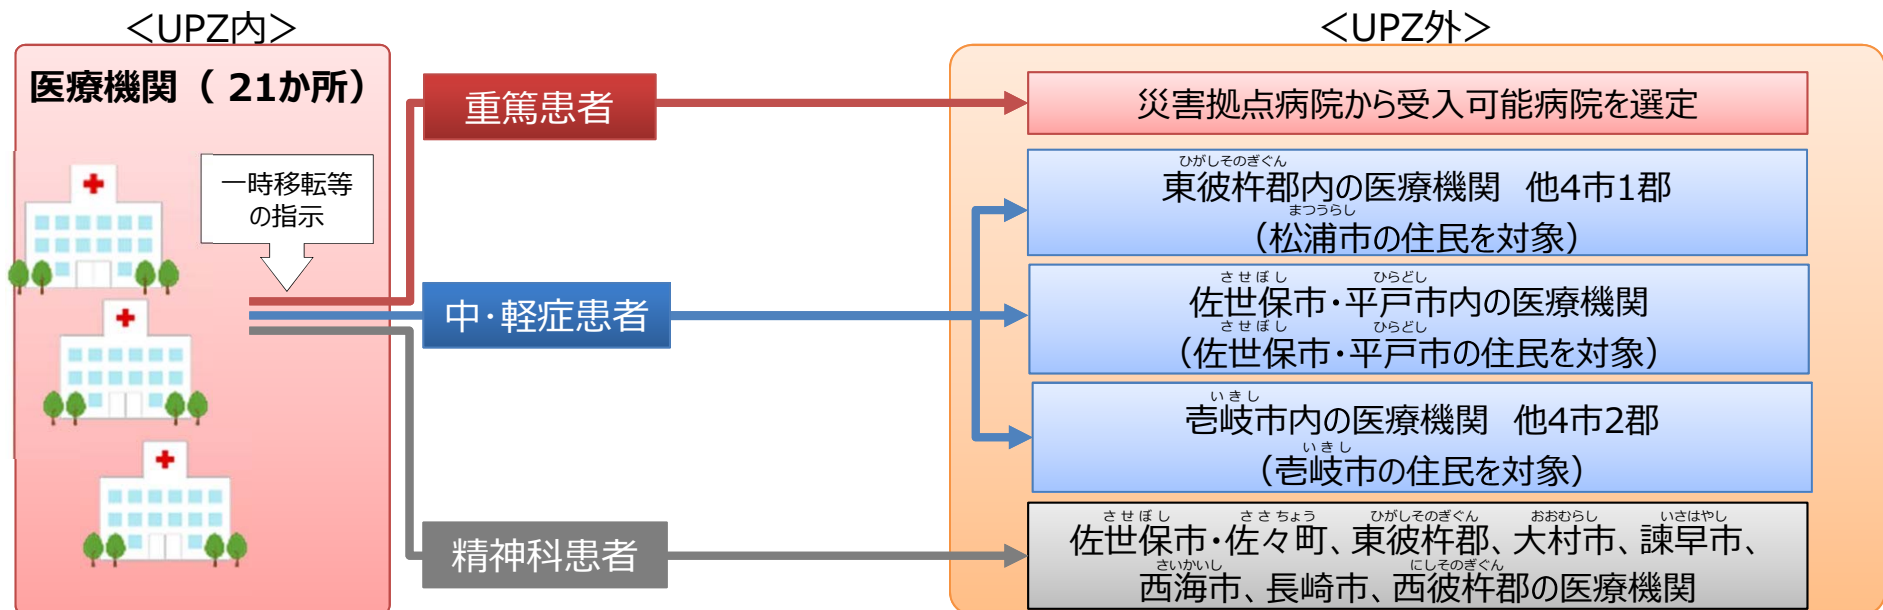 ＜UPZ内＞
＜UPZ外＞
医療機関（ 21か所）
一時移転等
の指示
重篤患者
災害拠点病院から受入可能病院を選定
中・軽症患者
ひがしそのぎぐん
東彼杵郡内の医療機関　他4市1郡
まつうらし
（松浦市の住民を対象）
させぼし ひらどし
佐世保市・平戸市内の医療機関
させぼし ひらどし
（佐世保市・平戸市の住民を対象）
いきし
壱岐市内の医療機関　他4市2郡
いきし
（壱岐市の住民を対象）
精神科患者
させぼし ささちょう ひがしそのぎぐん おおむらし いさはやし
佐世保市・佐々町、東彼杵郡、大村市、諫早市、
さいかいし にしそのぎぐん
西海市、長崎市、西彼杵郡の医療機関